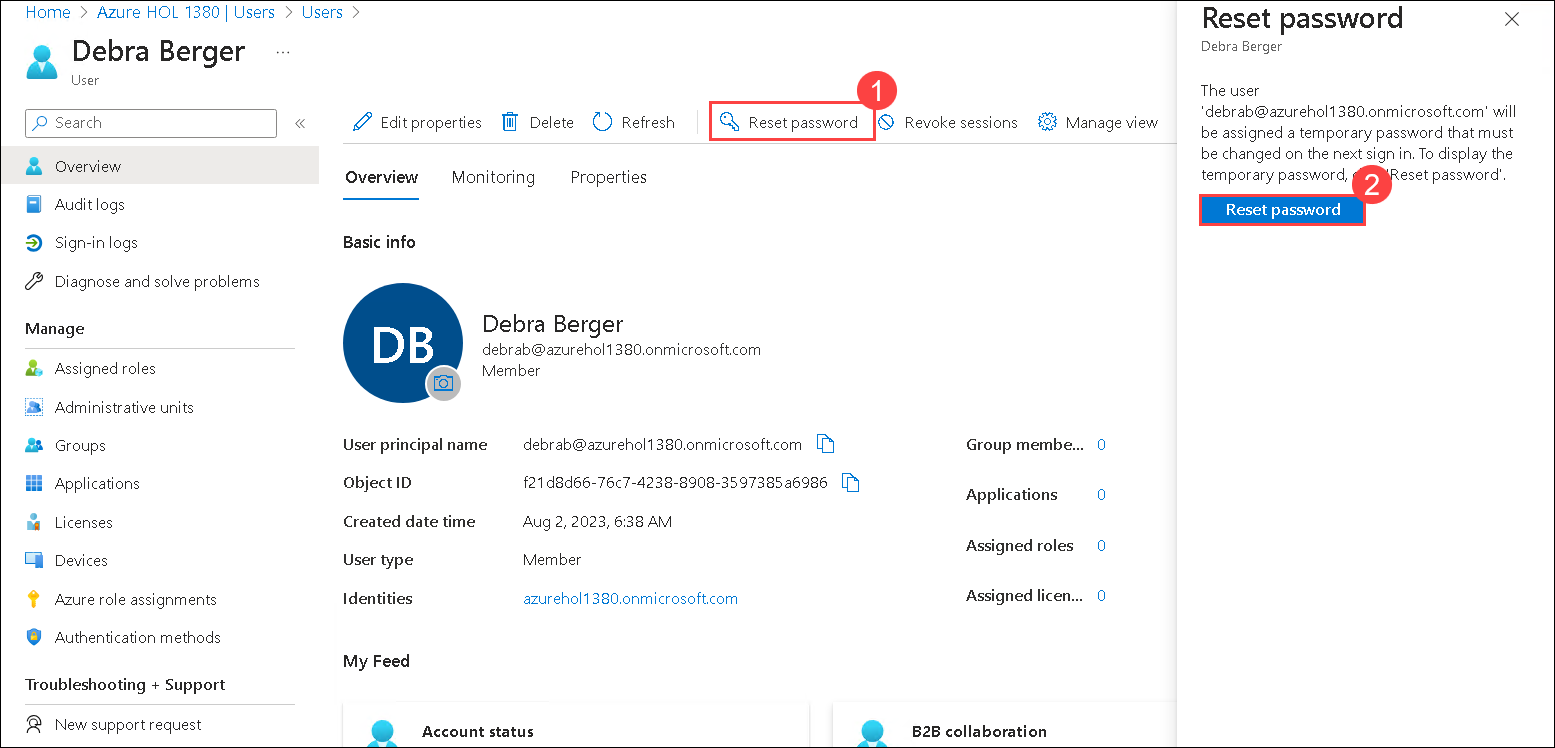 Home > Azure HOL 1380 | Users > Users >
Debra Berger ...
User
Search «
Overview
Audit logs
Sign-in logs
Diagnose and solve problems
Manage
Assigned roles
Administrative units
Groups
Applications
Licenses
Devices
Azure role assignments
Authentication methods
Troubleshooting + Support
New support request
Edit properties Delete Refresh Reset password Revoke sessions Manage view
1
Overview Monitoring Properties
Basic info
DB
Debra Berger
debrab@azurehol1380.onmicrosoft.com
Member
User principal name debrab@azurehol1380.onmicrosoft.com
Object ID f21d8d66-76c7-4238-8908-3597385a6986
Created date time Aug 2, 2023, 6:38 AM
User type Member
Identities azurehol1380.onmicrosoft.com
Group membe... 0
Applications 0
Assigned roles 0
Assigned licen... 0
My Feed
Account status
B2B collaboration
Reset password
Debra Berger
The user
'debrab@azurehol1380.onmicrosoft.com' will
be assigned a temporary password that must
be changed on the next sign in. To display the
temporary password, 'Reset password'.
2
Reset password